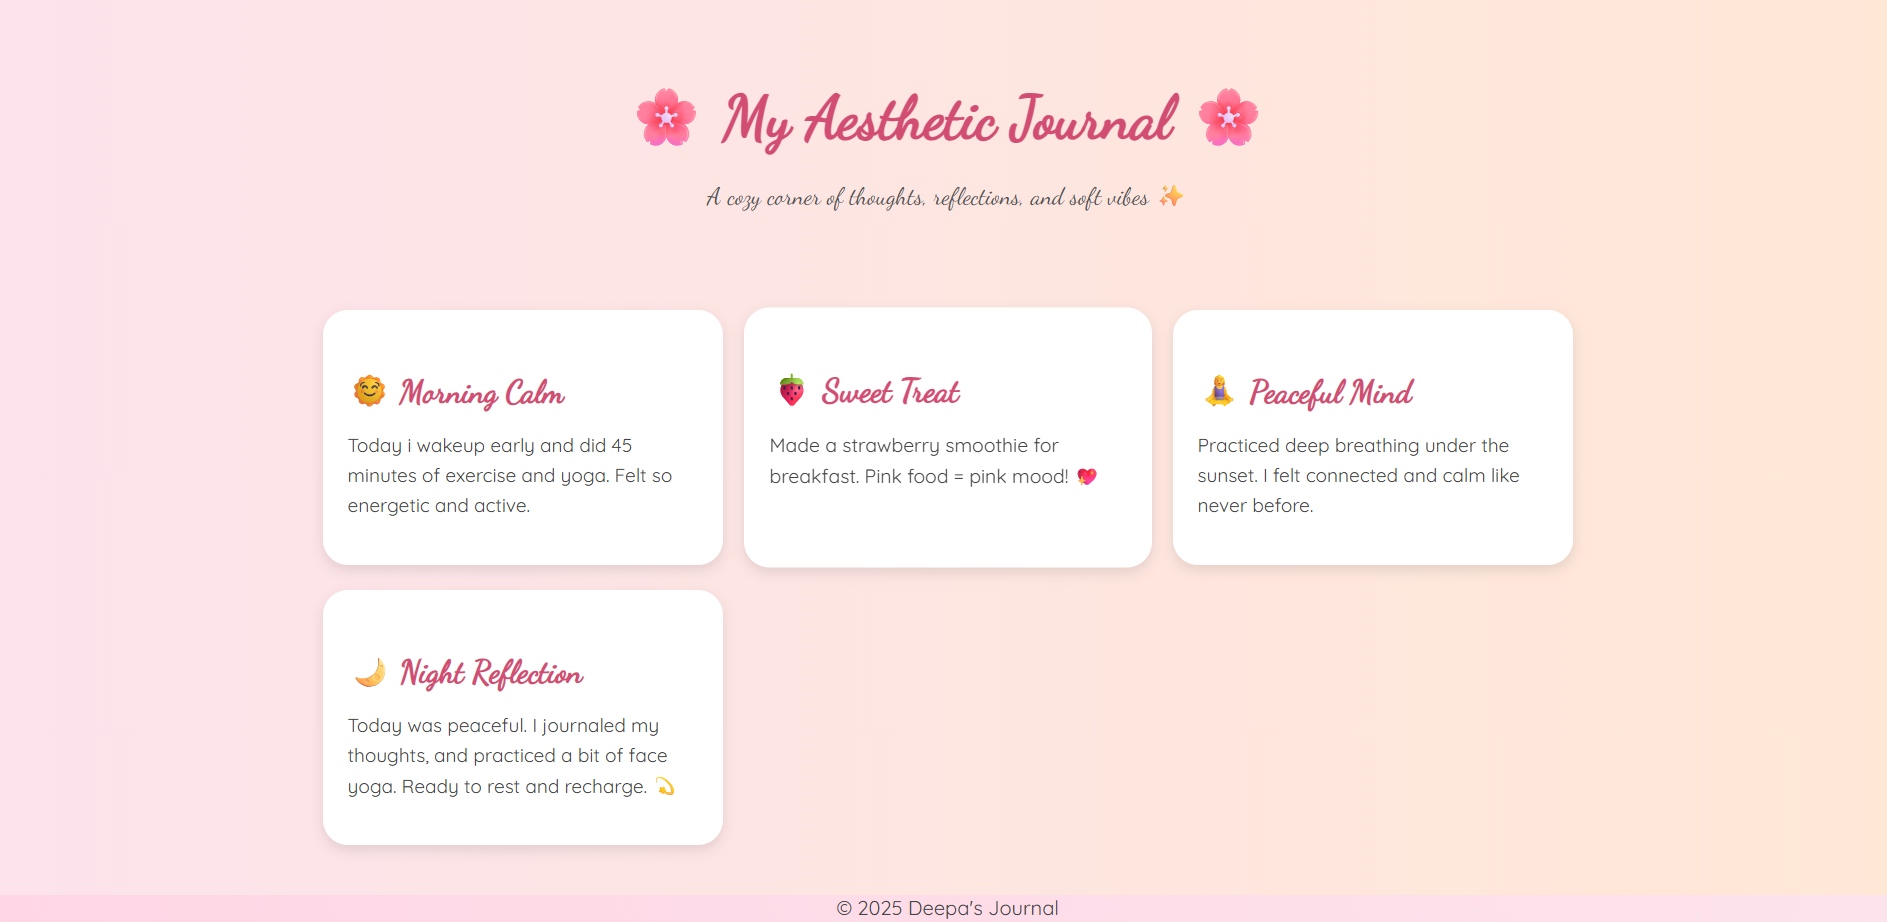 🌸 My Aesthetic Journal 🌸
A cozy corner of thoughts, reflections, and soft vibes ✨
🌞 Morning Calm
Today i wakeup early and did 45
minutes of exercise and yoga. Felt so
energetic and active.
🍓 Sweet Treat
Made a strawberry smoothie for
breakfast. Pink food = pink mood! 💖
🧘‍♀️ Peaceful Mind
Practiced deep breathing under the
sunset. I felt connected and calm like
never before.
🌙 Night Reflection
Today was peaceful. I journaled my
thoughts, and practiced a bit of face
yoga. Ready to rest and recharge. 💫
© 2025 Deepa's Journal